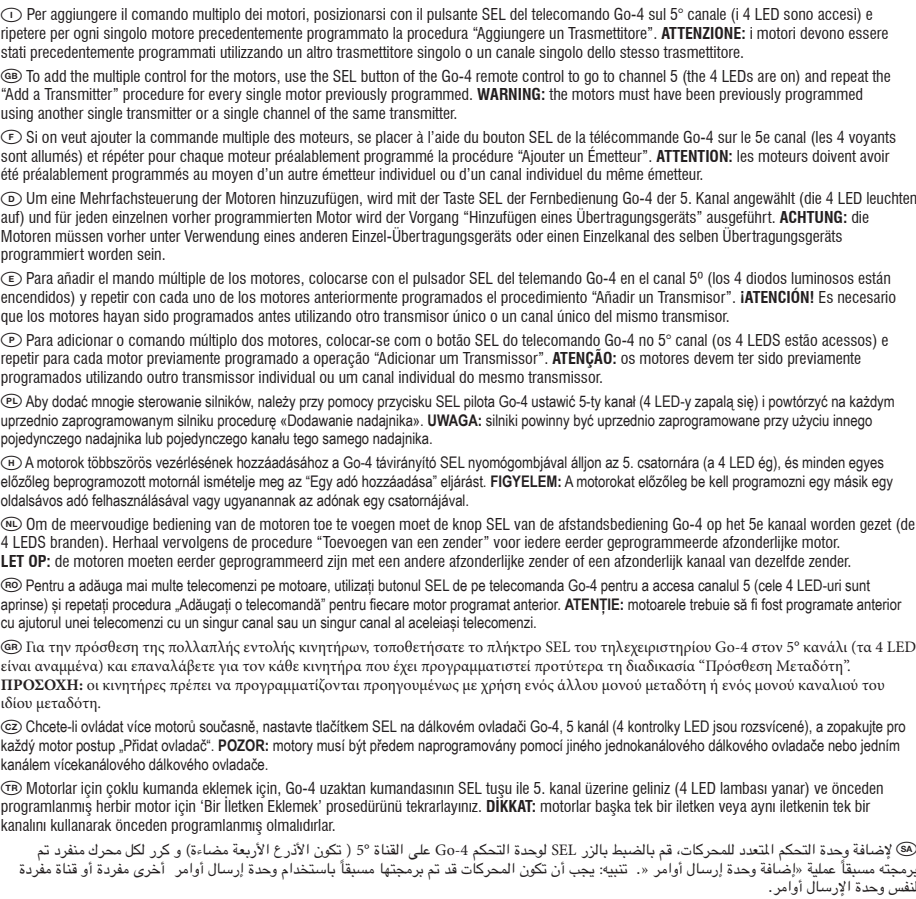 I Per aggiungere il comando multiplo dei motori, posizionarsi con il pulsante SEL del telecomando Go-4 sul 5° canale (i 4 LED sono accesi) e
ripetere per ogni singolo motore precedentemente programmato la procedura “Aggiungere un Trasmettitore”. ATTENZIONE: i motori devono essere
stati precedentemente programmati utilizzando un altro trasmettitore singolo o un canale singolo dello stesso trasmettitore.
GB To add the multiple control for the motors, use the SEL button of the Go-4 remote control to go to channel 5 (the 4 LEDs are on) and repeat the
“Add a Transmitter” procedure for every single motor previously programmed. WARNING: the motors must have been previously programmed
using another single transmitter or a single channel of the same transmitter.
F Si on veut ajouter la commande multiple des moteurs, se placer à l’aide du bouton SEL de la télécommande Go-4 sur le 5e canal (les 4 voyants
sont allumés) et répéter pour chaque moteur préalablement programmé la procédure “Ajouter un Émetteur”. ATTENTION: les moteurs doivent avoir
été préalablement programmés au moyen d’un autre émetteur individuel ou d’un canal individuel du même émetteur.
D Um eine Mehrfachsteuerung der Motoren hinzuzufügen, wird mit der Taste SEL der Fernbedienung Go-4 der 5. Kanal angewählt (die 4 LED leuchten
auf) und für jeden einzelnen vorher programmierten Motor wird der Vorgang “Hinzufügen eines Übertragungsgeräts” ausgeführt. ACHTUNG: die
Motoren müssen vorher unter Verwendung eines anderen Einzel-Übertragungsgeräts oder einen Einzelkanal des selben Übertragungsgeräts
programmiert worden sein.
E Para añadir el mando múltiple de los motores, colocarse con el pulsador SEL del telemando Go-4 en el canal 5º (los 4 diodos luminosos están
encendidos) y repetir con cada uno de los motores anteriormente programados el procedimiento “Añadir un Transmisor”. ¡ATENCIÓN! Es necesario
que los motores hayan sido programados antes utilizando otro transmisor único o un canal único del mismo transmisor.
P Para adicionar o comando múltiplo dos motores, colocar-se com o botão SEL do telecomando Go-4 no 5° canal (os 4 LEDS estão acessos) e
repetir para cada motor previamente programado a operação “Adicionar um Transmissor”. ATENÇÃO: os motores devem ter sido previamente
programados utilizando outro transmissor individual ou um canal individual do mesmo transmissor.
PL Aby dodać mnogie sterowanie silników, należy przy pomocy przycisku SEL pilota Go-4 ustawić 5-ty kanał (4 LED-y zapalą się) i powtórzyć na każdym
uprzednio zaprogramowanym silniku procedurę «Dodawanie nadajnika». UWAGA: silniki powinny być uprzednio zaprogramowane przy użyciu innego
pojedynczego nadajnika lub pojedynczego kanału tego samego nadajnika.
H A motorok többszörös vezérlésének hozzáadásához a Go-4 távirányító SEL nyomógombjával álljon az 5. csatornára (a 4 LED ég), és minden egyes
előzőleg beprogramozott motornál ismételje meg az “Egy adó hozzáadása” eljárást. FIGYELEM: A motorokat előzőleg be kell programozni egy másik egy
oldalsávos adó felhasználásával vagy ugyanannak az adónak egy csatornájával.
NL Om de meervoudige bediening van de motoren toe te voegen moet de knop SEL van de afstandsbediening Go-4 op het 5e kanaal worden gezet (de
4 LEDS branden). Herhaal vervolgens de procedure “Toevoegen van een zender” voor iedere eerder geprogrammeerde afzonderlijke motor.
LET OP: de motoren moeten eerder geprogrammeerd zijn met een andere afzonderlijke zender of een afzonderlijk kanaal van dezelfde zender.
RO Pentru a adăuga mai multe telecomenzi pe motoare, utilizați butonul SEL de pe telecomanda Go-4 pentru a accesa canalul 5 (cele 4 LED-uri sunt
aprinse) și repetați procedura „Adăugați o telecomandă” pentru fiecare motor programat anterior. ATENȚIE: motoarele trebuie să fi fost programate anterior
cu ajutorul unei telecomenzi cu un singur canal sau un singur canal al aceleiași telecomenzi.
GR Για την πρόσθεση της πολλαπλής εντολής κινητήρων, τοποθετήσατε το πλήκτρο SEL του τηλεχειριστηρίου Go-4 στον 5° κανάλι (τα 4 LED
είναι αναμμένα) και επαναλάβετε για τον κάθε κινητήρα που έχει προγραμματιστεί προτύτερα τη διαδικασία “Πρόσθεση Μεταδότη”.
ΠΡΟΣΟΧΗ: οι κινητήρες πρέπει να προγραμματίζονται προηγουμένως με χρήση ενός άλλου μονού μεταδότη ή ενός μονού καναλιού του
ιδίου μεταδότη.
CZ Chcete-li ovládat více motorů současně, nastavte tlačítkem SEL na dálkovém ovladači Go-4, 5 kanál (4 kontrolky LED jsou rozsvícené), a zopakujte pro
každý motor postup „Přidat ovladač“. POZOR: motory musí být předem naprogramovány pomocí jiného jednokanálového dálkového ovladače nebo jedním
kanálem vícekanálového dálkového ovladače.
TR Motorlar için çoklu kumanda eklemek için, Go-4 uzaktan kumandasının SEL tuşu ile 5. kanal üzerine geliniz (4 LED lambası yanar) ve önceden
programlanmış herbir motor için ‘Bir İletken Eklemek’ prosedürünü tekrarlayınız. DİKKAT: motorlar başka tek bir iletken veya aynı iletkenin tek bir
kanalını kullanarak önceden programlanmış olmalıdırlar.
SA لإضافة وحدة التحكم المتعدد للمحركات، قم بالضبط بالزر SEL لوحدة التحكم Go-4 على القناة 5° ( تكون الأذرع الأربعة مضاءة) و كرر لكل محرك منفرد تم
برمجته مسبقاً عملية «إضافة وحدة إرسال أوامر «. تنبيه: يجب أن تكون المحركات قد تم برمجتها مسبقاً باستخدام وحدة إرسال أوامر أخرى مفردة أو قناة مفردة
لنفس وحدة الإرسال أوامر.